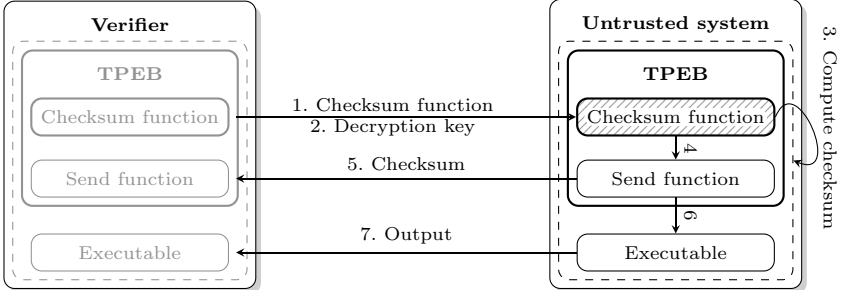 Verifier
TPEB
Checksum function
Send function
Executable
1. Checksum function
2. Decryption key
5. Checksum
7. Output
Untrusted system
TPEB
Checksum function
4
Send function
6
Executable
3. Compute checksum